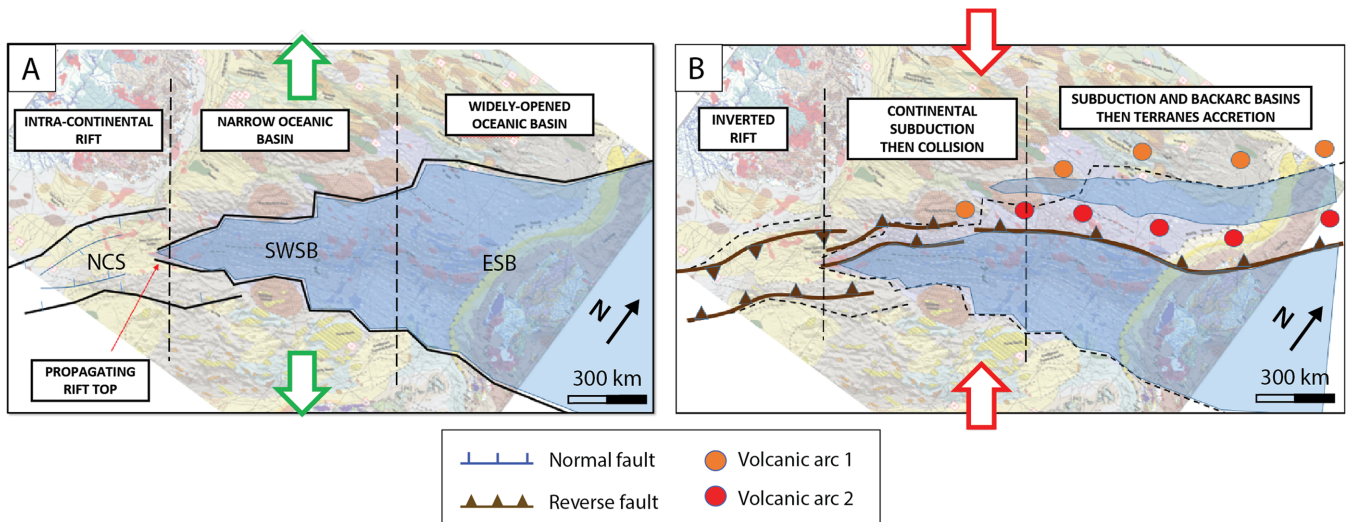 A
INTRA-CONTINENTAL
RIFT
NARROW OCEANIC
BASIN
WIDELY-OPENED
OCEANIC BASIN
NCS
SWSB
ESB
PROPAGATING
RIFT TOP
N
300 km
B
INVERTED
RIFT
CONTINENTAL
SUBDUCTION
THEN COLLISION
SUBDUCTION AND BACKARC BASINS
THEN TERRANES ACCRETION
N
300 km
Normal fault
Volcanic arc 1
Reverse fault
Volcanic arc 2